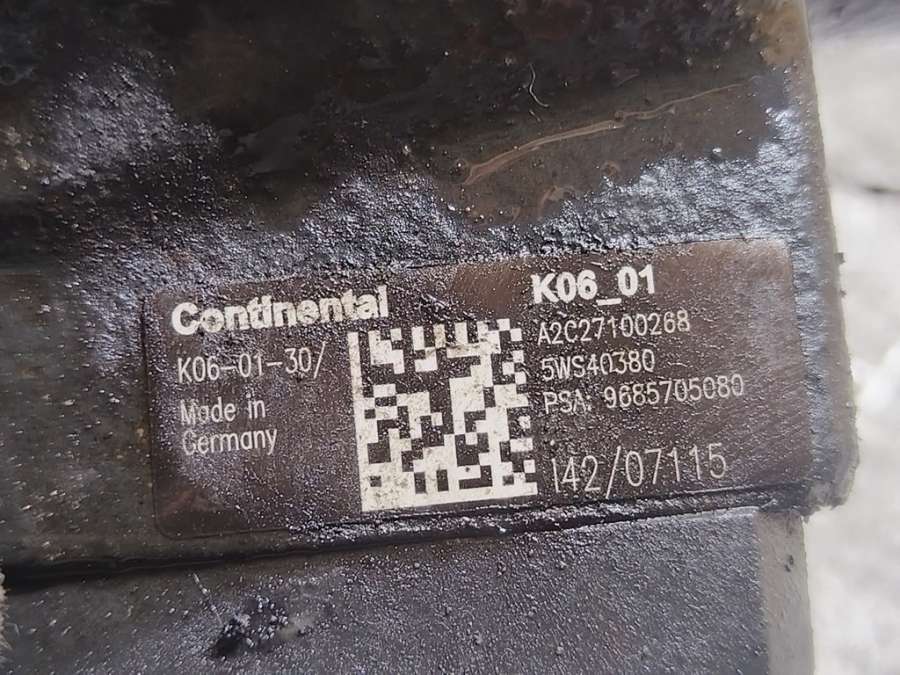 Continental
K06-01-30/
Made in
Germany
K06_01
A2C27100268
5WS40380
PSA: 9685705080
I42/07115